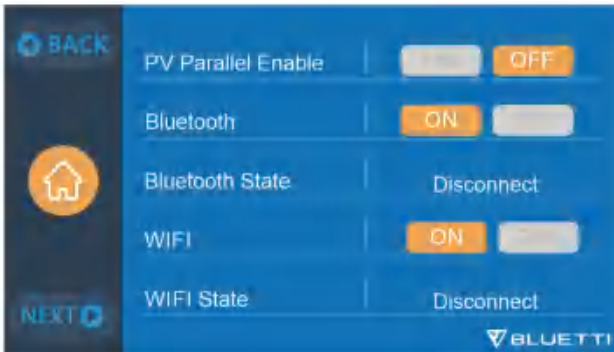 BACK
PV Parallel Enable OFF
Bluetooth ON
Bluetooth State Disconnect
WIFI ON
WIFI State Disconnect
NEXT
BLUETTI